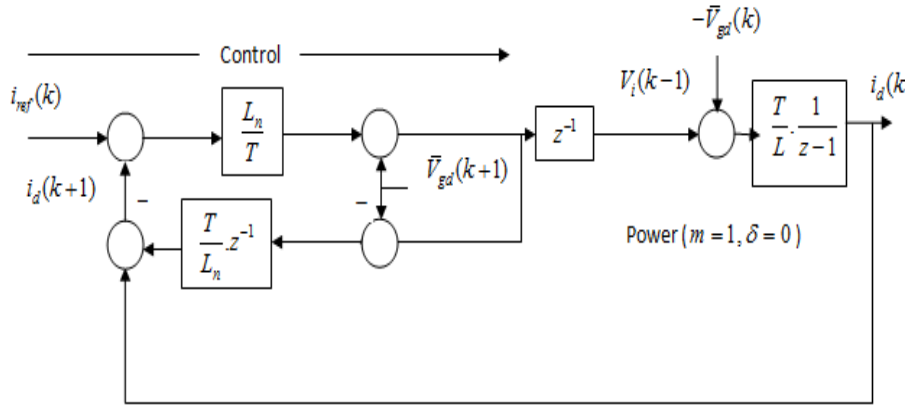 −V̄_gd(k)
Control
i_ref(k)
V_i(k−1)
i_d(k
L_n/T
z⁻¹
T/L · 1/(z−1)
V̄_gd(k+1)
i_d(k+1)
−
−
T/L_n .z⁻¹
Power (m = 1, δ = 0 )